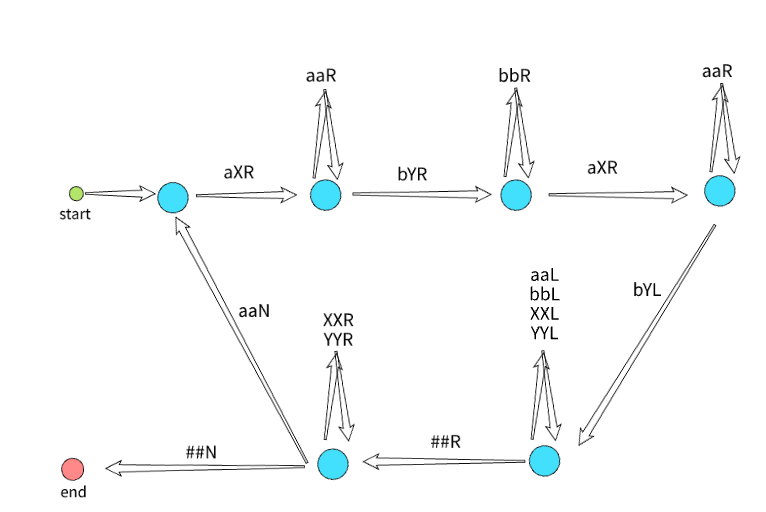 aaR
bbR
aaR
aXR
bYR
aXR
start
aaL
bbL
XXL
YYL
bYL
aaN
XXR
YYR
##R
##N
end